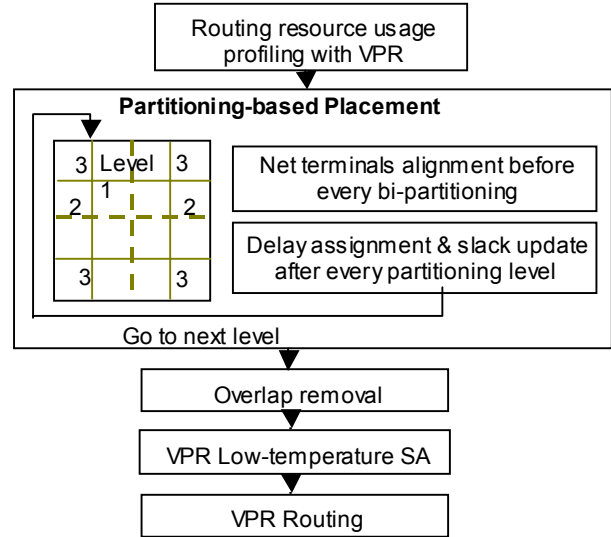 Routing resource usage
profiling with VPR
Partitioning-based Placement
3 Level 3
1
2 2
3 3
Net terminals alignment before
every bi-partitioning
Delay assignment & slack update
after every partitioning level
Go to next level
Overlap removal
VPR Low-temperature SA
VPR Routing